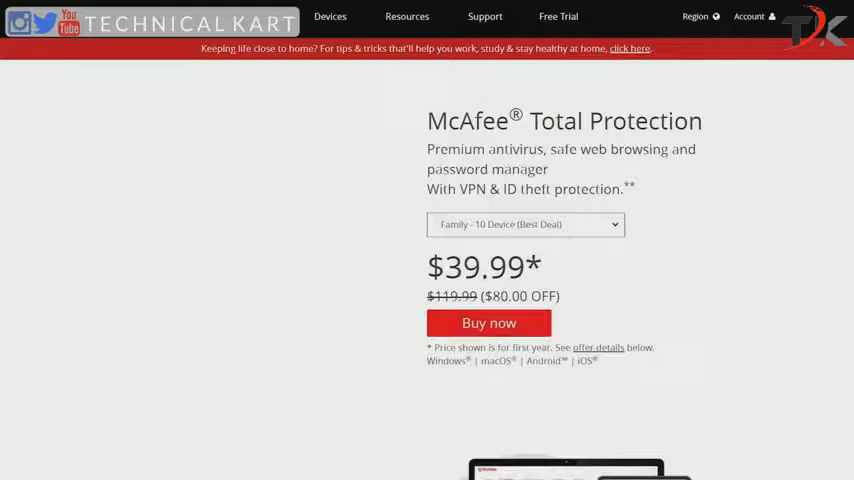 You Tube TECHNICAL KART
Devices Resources Support Free Trial Region Account
Keeping life close to home? For tips & tricks that'll help you work, study & stay healthy at home, click here.
McAfee® Total Protection
Premium antivirus, safe web browsing and
password manager
With VPN & ID theft protection.**
Family - 10 Device (Best Deal)
$39.99*
$119.99 ($80.00 OFF)
Buy now
* Price shown is for first year. See offer details below.
Windows® | macOS® | Android™ | iOS®